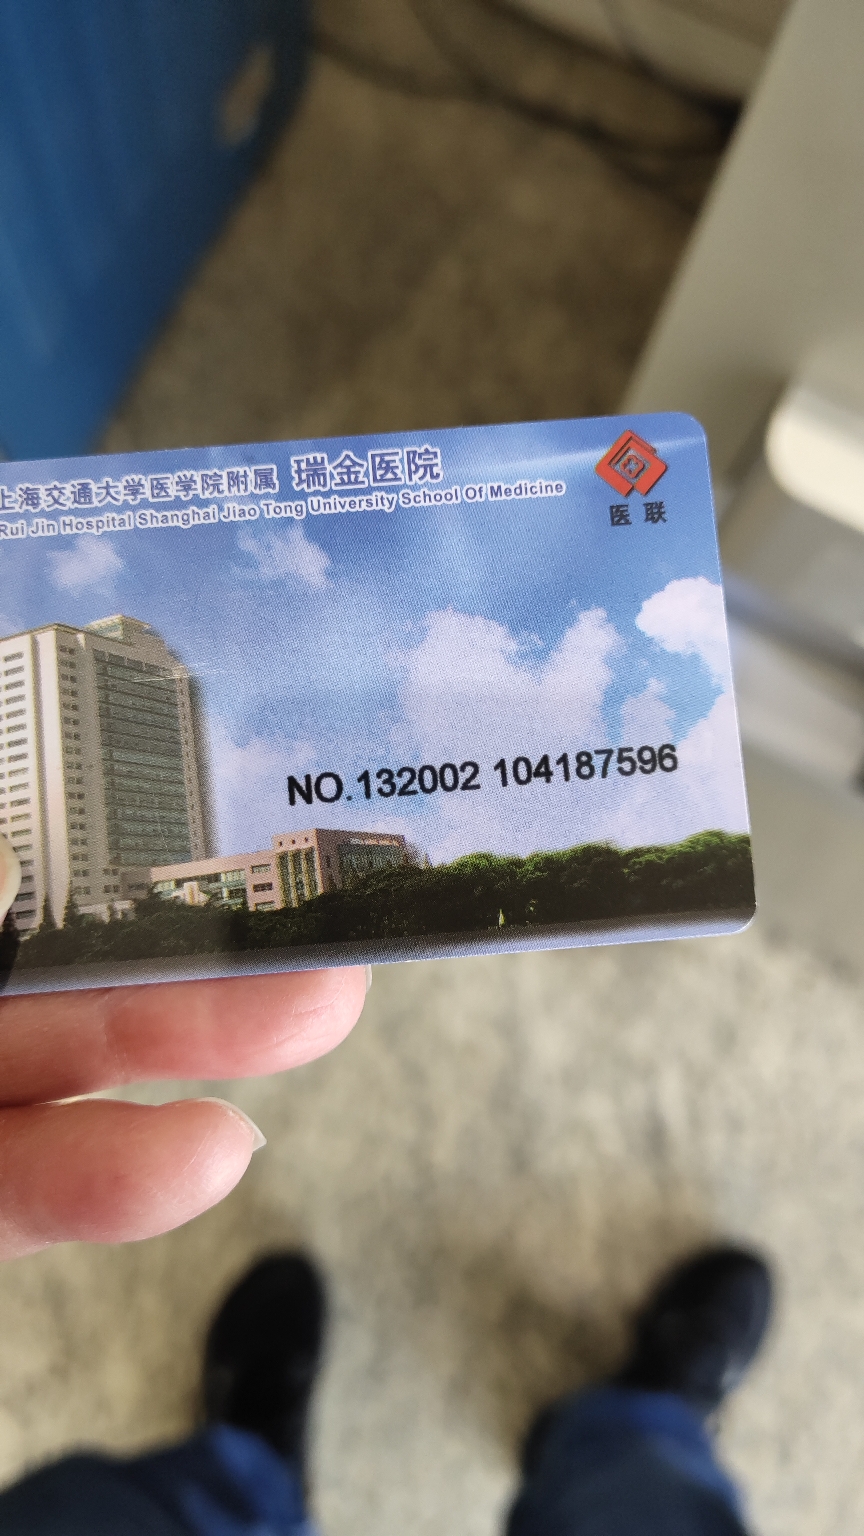 上海交通大学医学院附属 瑞金医院
Rui Jin Hospital Shanghai Jiao Tong University School Of Medicine
医联
NO.132002 104187596